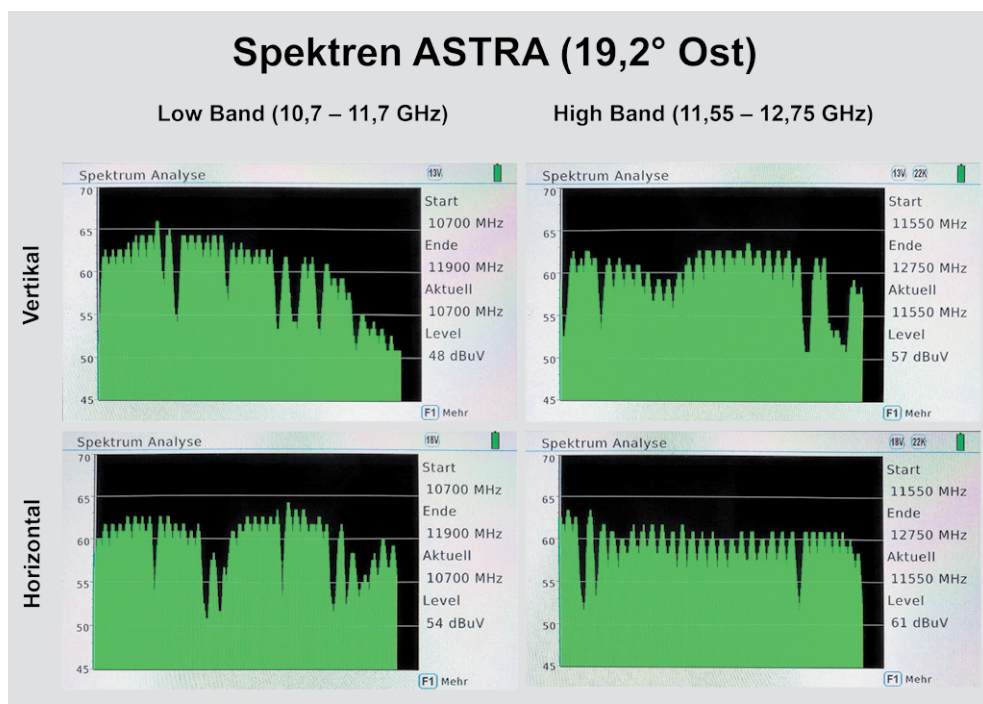 Spektren ASTRA (19,2° Ost)
Low Band (10,7 – 11,7 GHz)
High Band (11,55 – 12,75 GHz)
Vertikal
Spektrum Analyse
13V
70
65
60
55
50
45
Start
10700 MHz
Ende
11900 MHz
Aktuell
10700 MHz
Level
48 dBuV
F1 Mehr
Spektrum Analyse
13V 22K
70
65
60
55
50
45
Start
11550 MHz
Ende
12750 MHz
Aktuell
11550 MHz
Level
57 dBuV
F1 Mehr
Horizontal
Spektrum Analyse
18V
70
65
60
55
50
45
Start
10700 MHz
Ende
11900 MHz
Aktuell
10700 MHz
Level
54 dBuV
F1 Mehr
Spektrum Analyse
18V 22K
70
65
60
55
50
45
Start
11550 MHz
Ende
12750 MHz
Aktuell
11550 MHz
Level
61 dBuV
F1 Mehr